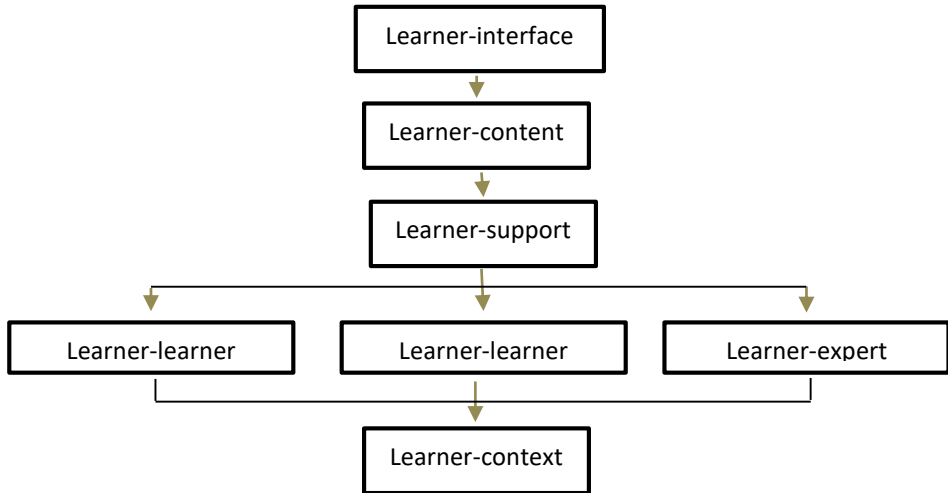 Learner-interface
Learner-content
Learner-support
Learner-learner
Learner-learner
Learner-expert
Learner-context